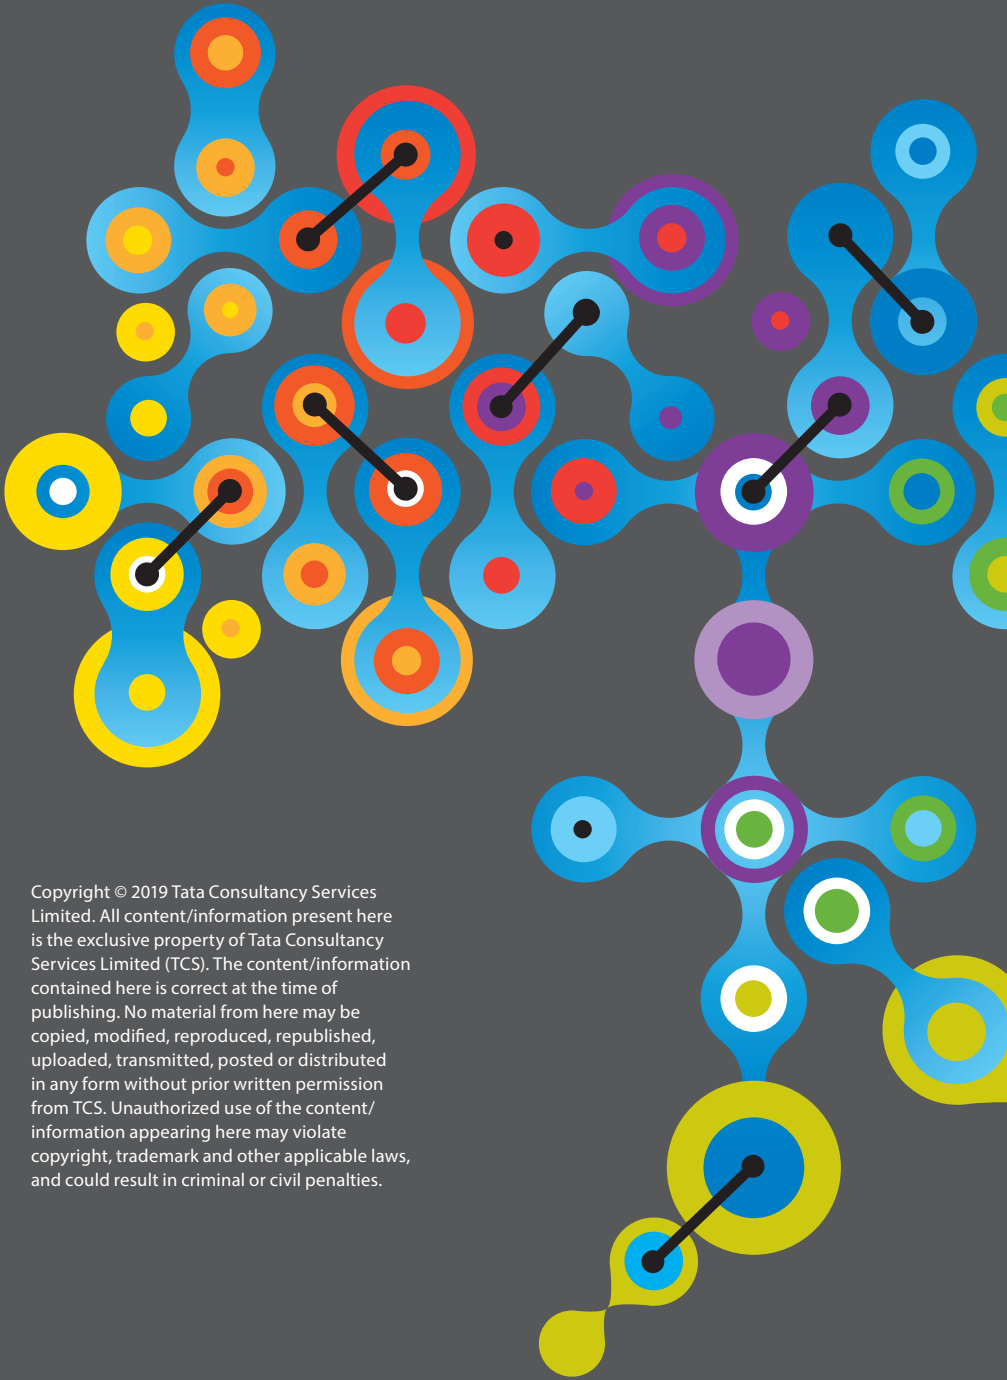 Copyright © 2019 Tata Consultancy Services
Limited. All content/information present here
is the exclusive property of Tata Consultancy
Services Limited (TCS). The content/information
contained here is correct at the time of
publishing. No material from here may be
copied, modified, reproduced, republished,
uploaded, transmitted, posted or distributed
in any form without prior written permission
from TCS. Unauthorized use of the content/
information appearing here may violate
copyright, trademark and other applicable laws,
and could result in criminal or civil penalties.